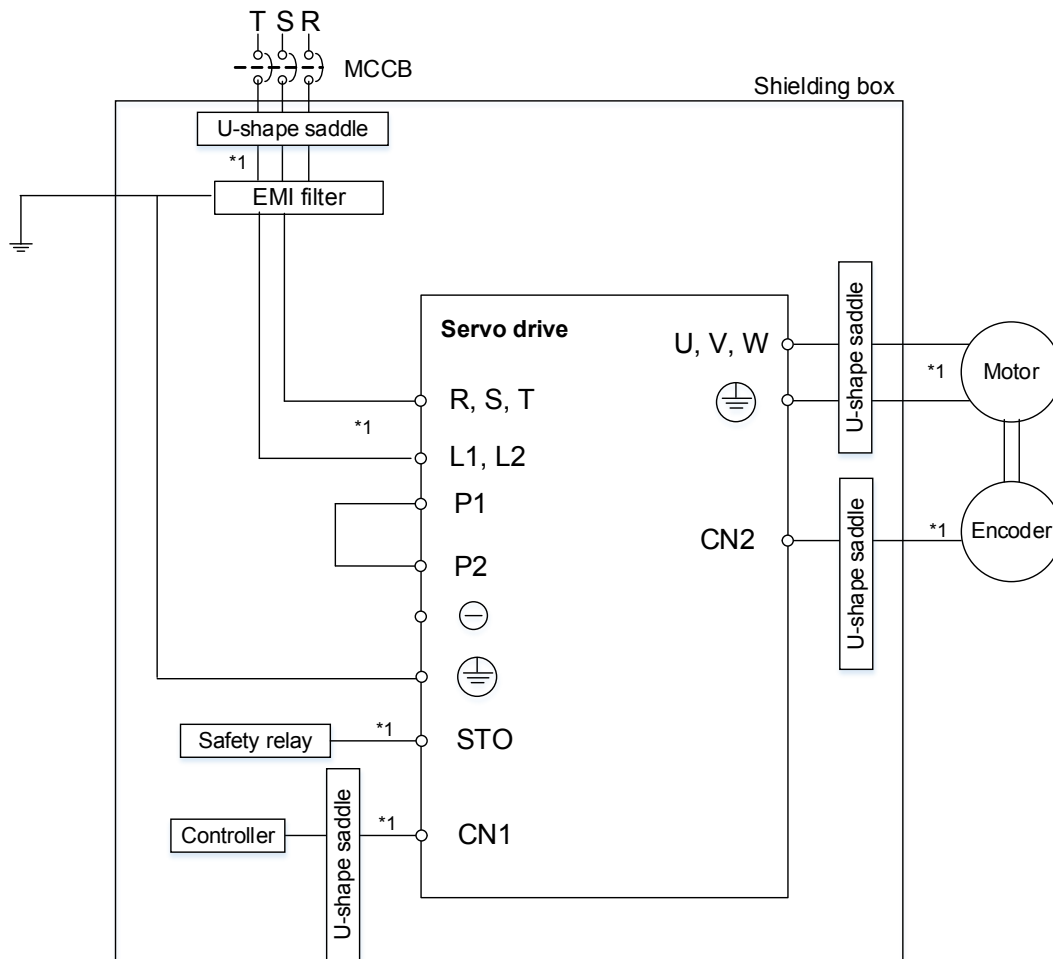 T S R
MCCB
Shielding box
U-shape saddle
*1
EMI filter
Servo drive
U, V, W
U-shape saddle
*1
Motor
R, S, T
*1
L1, L2
P1
P2
CN2
U-shape saddle
*1
Encoder
Safety relay
*1
STO
Controller
U-shape saddle
*1
CN1